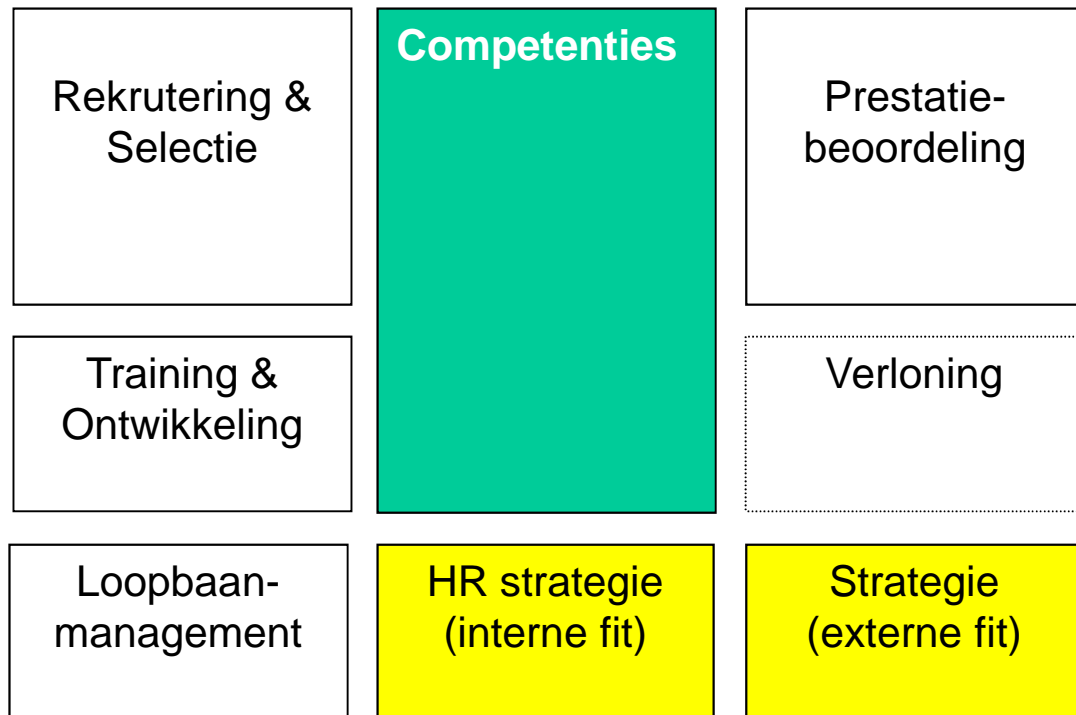 Rekrutering &
Selectie
Competenties
Prestatie-
beoordeling
Training &
Ontwikkeling
Verloning
Loopbaan-
management
HR strategie
(interne fit)
Strategie
(externe fit)